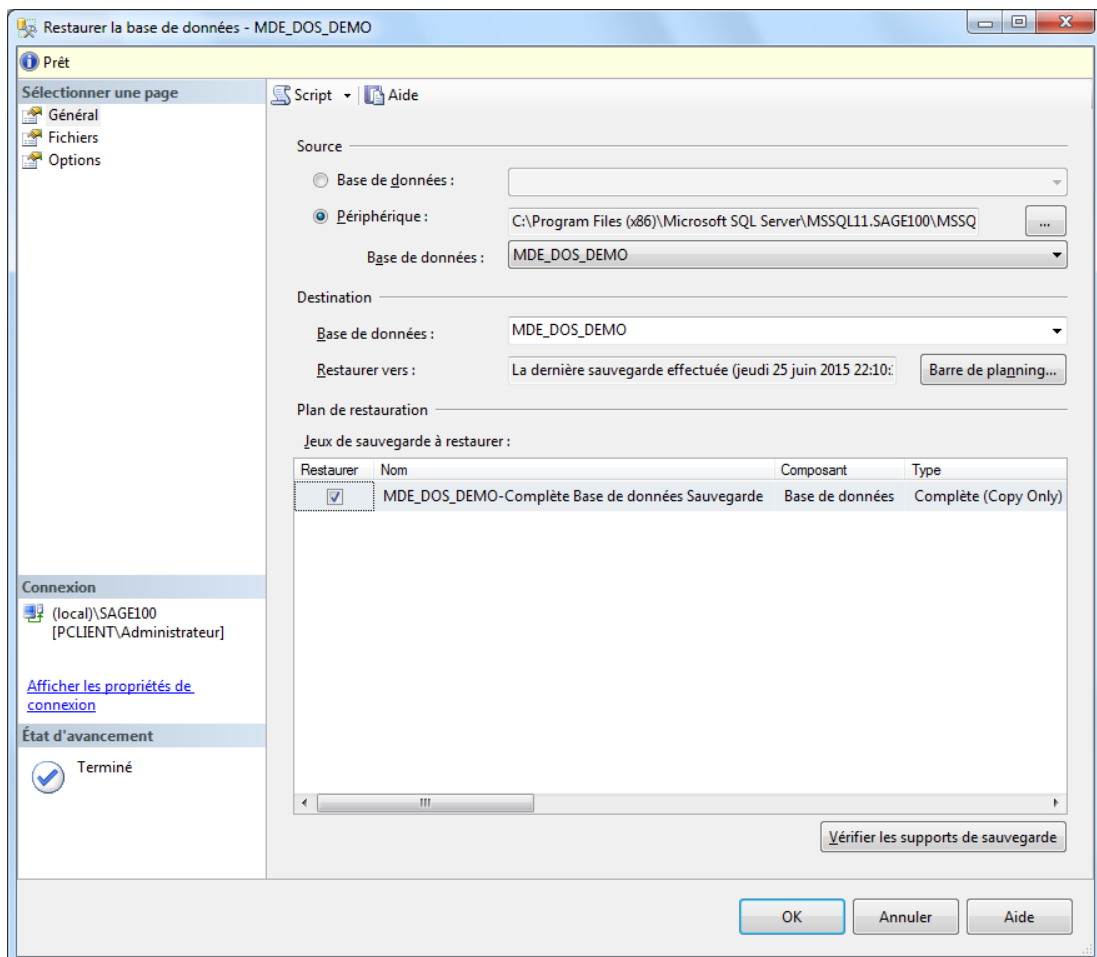 Restaurer la base de données - MDE_DOS_DEMO
Prêt
Sélectionner une page
Général
Fichiers
Options
Script
Aide
Source
Base de données :
Périphérique :
C:\Program Files (x86)\Microsoft SQL Server\MSSQL11.SAGE100\MSSQ
...
Base de données :
MDE_DOS_DEMO
Destination
Base de données :
MDE_DOS_DEMO
Restaurer vers :
La dernière sauvegarde effectuée (jeudi 25 juin 2015 22:10:
Barre de planning...
Plan de restauration
Jeux de sauvegarde à restaurer :
Restaurer Nom Composant Type
MDE_DOS_DEMO-Complète Base de données Sauvegarde Base de données Complète (Copy Only)
Connexion
(local)\SAGE100
[PCLIENT\Administrateur]
Afficher les propriétés de
connexion
État d'avancement
Terminé
Vérifier les supports de sauvegarde
OK Annuler Aide